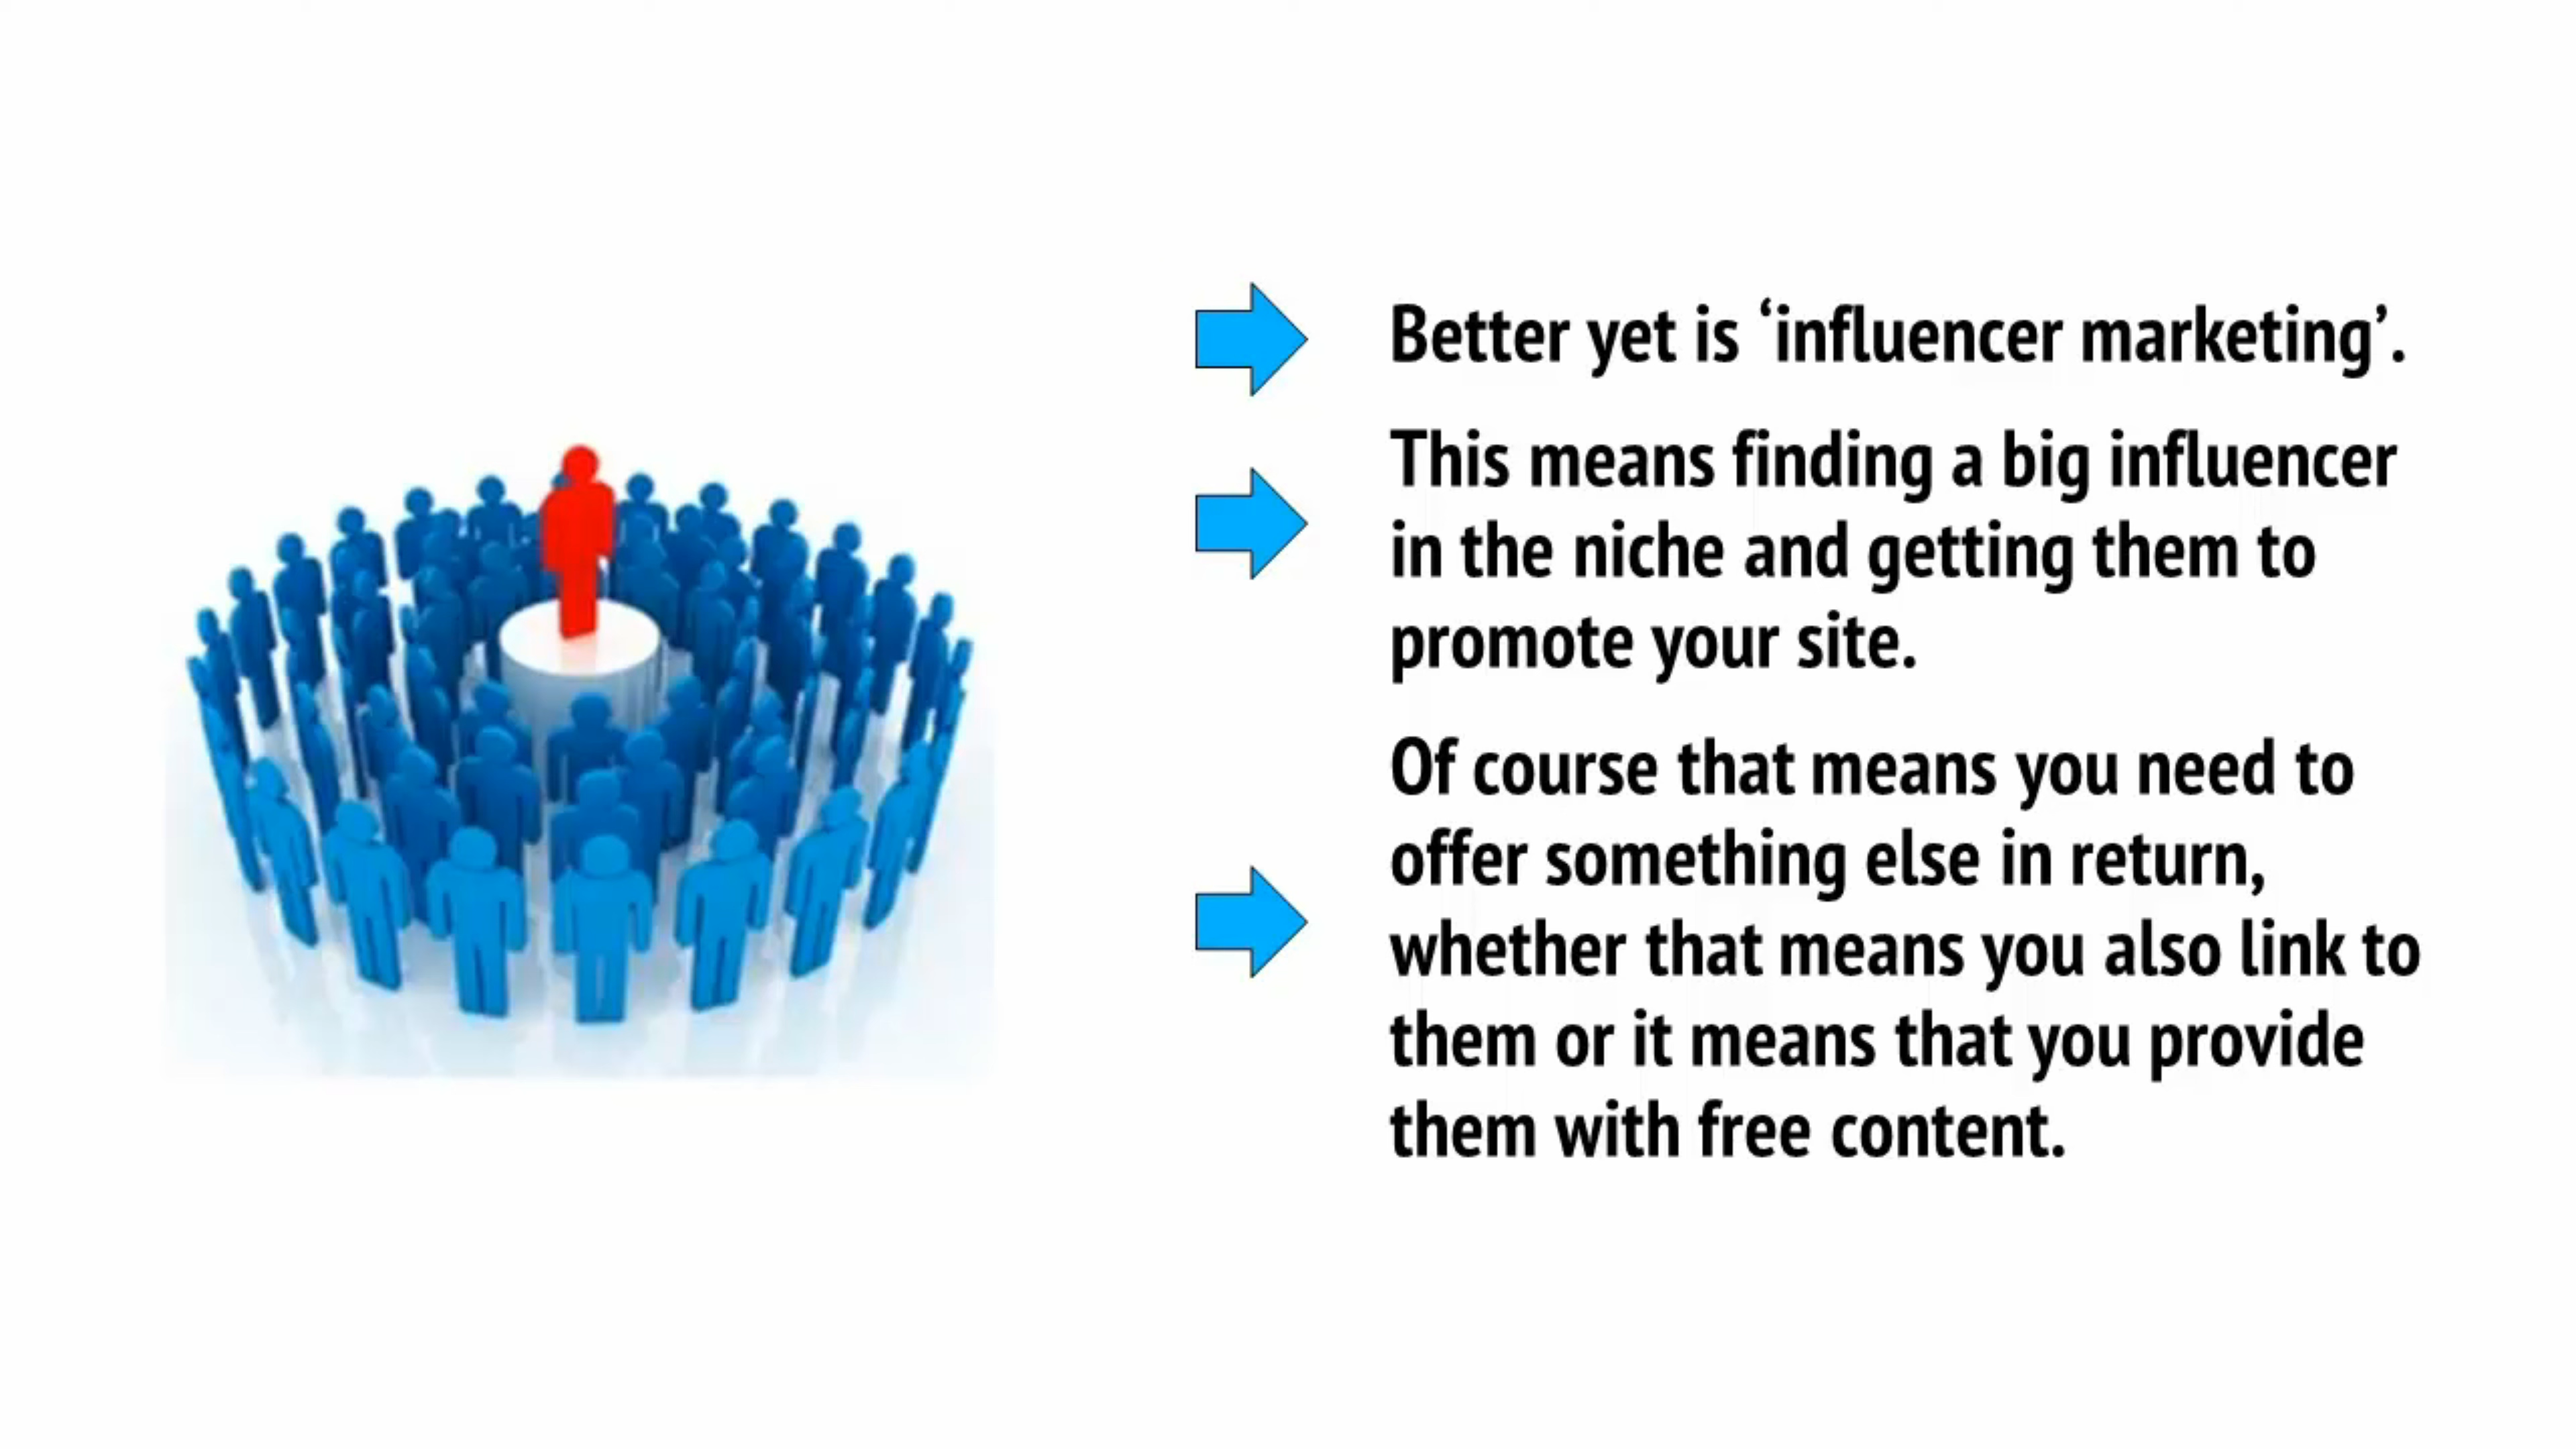 Better yet is ‘influencer marketing’.
This means finding a big influencer
in the niche and getting them to
promote your site.
Of course that means you need to
offer something else in return,
whether that means you also link to
them or it means that you provide
them with free content.